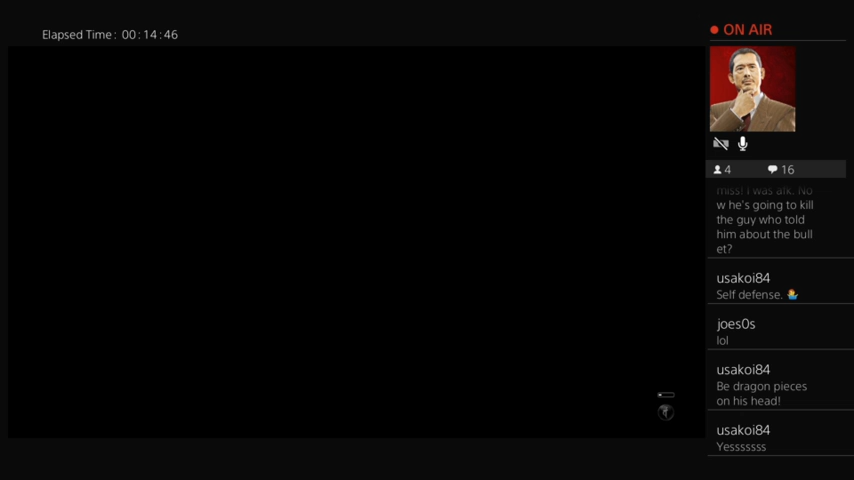 Elapsed Time: 00:14:46
ON AIR
4
16
miss! I was afk. No
w he's going to kill
the guy who told
him about the bull
et?
usakoi84
Self defense. 🤷
joes0s
lol
usakoi84
Be dragon pieces
on his head!
usakoi84
Yesssssss